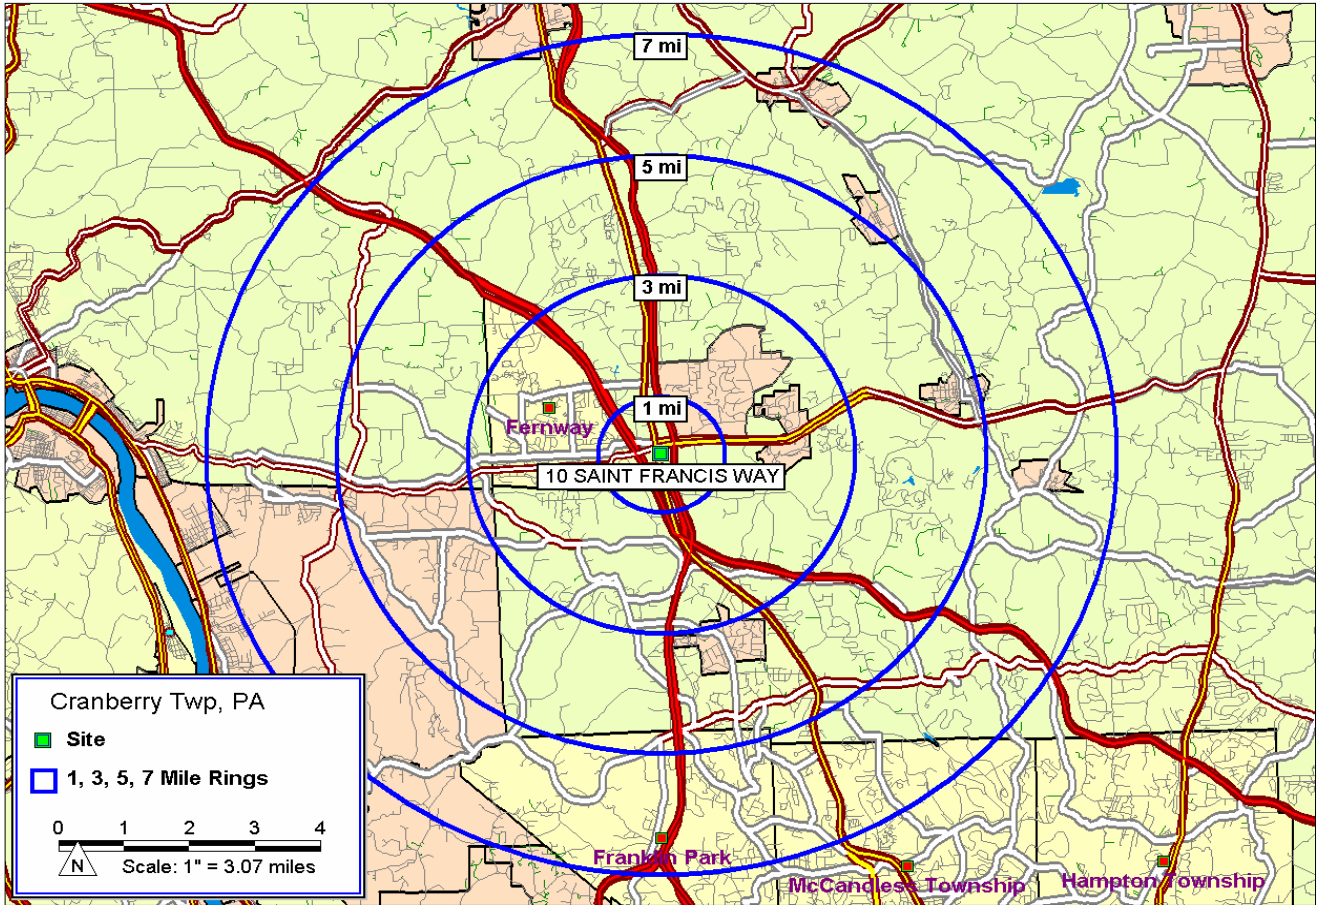 7 mi
5 mi
3 mi
1 mi
Fernway
10 SAINT FRANCIS WAY
Cranberry Twp, PA
Site
1, 3, 5, 7 Mile Rings
0 1 2 3 4
N
Scale: 1" = 3.07 miles
Franklin Park
McCandless Township
Hampton Township